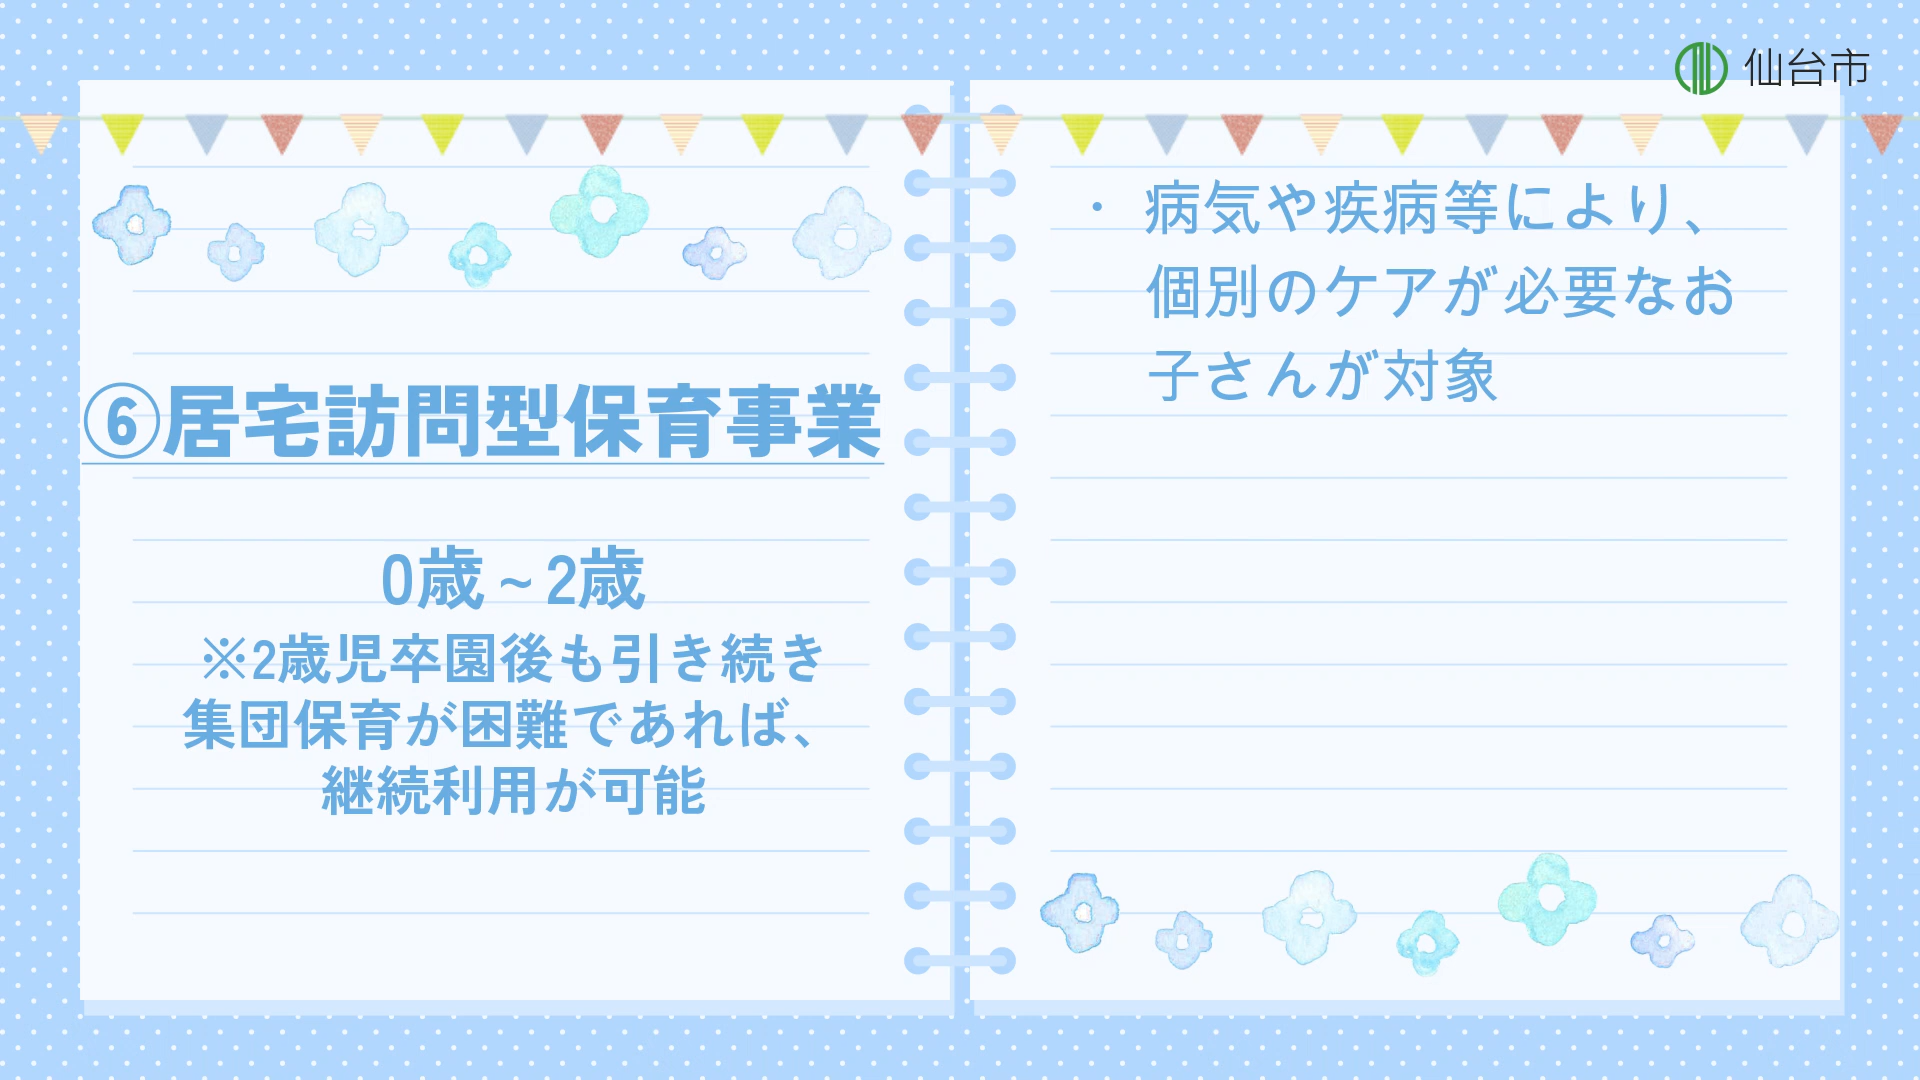 仙台市
⑥居宅訪問型保育事業
0歳～2歳
※2歳児卒園後も引き続き
集団保育が困難であれば、
継続利用が可能
・病気や疾病等により、
個別のケアが必要なお
子さんが対象